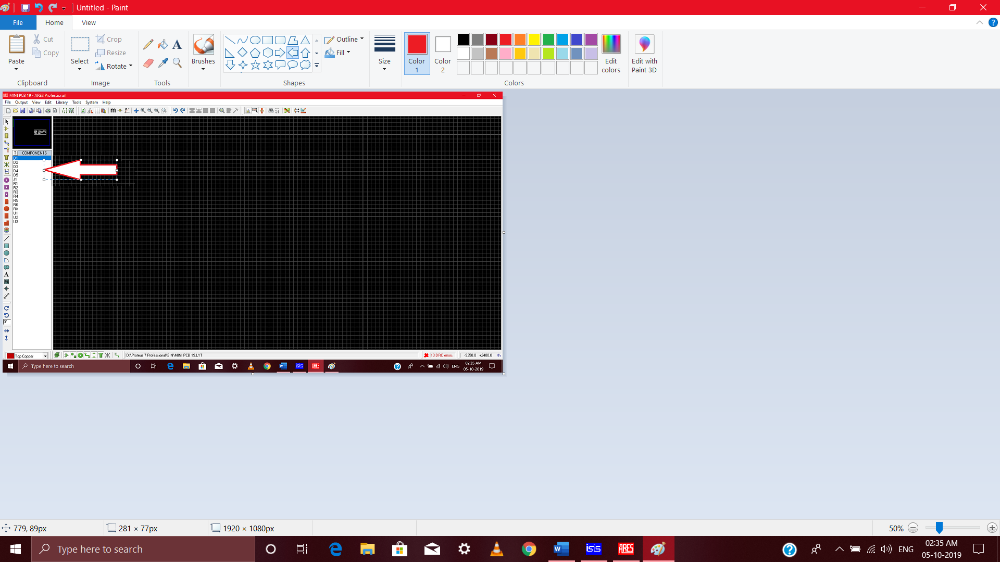 Untitled - Paint
File Home View
Paste
Cut
Copy
Clipboard
Select
Crop
Resize
Rotate
Image
A
Tools
Brushes
Shapes
Outline
Fill
Size
Color 1
Color 2
Colors
Edit colors
Edit with Paint 3D
MINI PCB 19 - ARES Professional
File Output View Edit Library Tools System Help
m
T COMPONENTS
D1
D2
D3
D4
D5
J1
R1
R2
R3
R4
R5
R6
RX
U1
U2
U3
A
0°
Top Copper
D:\Proteus 7 Professional\BIN\MINI PCB 19.LYT
13 DRC errors
-9350.0 +2400.0 th
Type here to search
ISIS
ARES
ENG
02:35 AM
05-10-2019
779, 89px
281 × 77px
1920 × 1080px
50%
Type here to search
ISIS
ARES
ENG
02:35 AM
05-10-2019